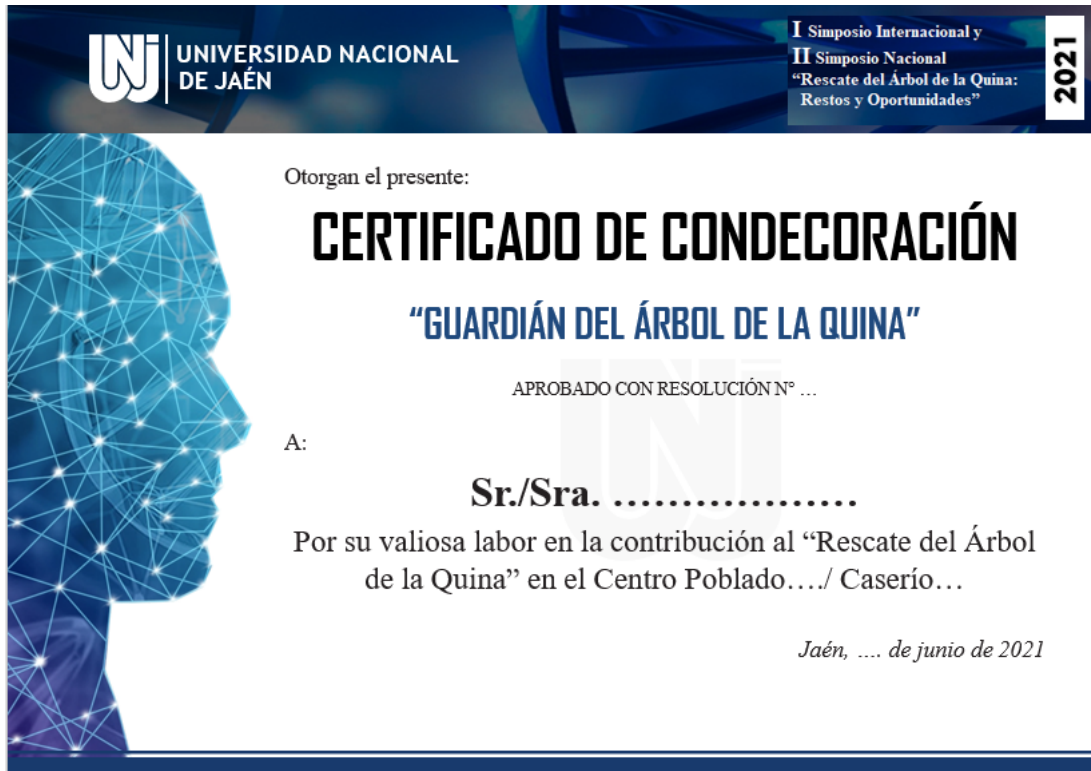 UNJ
UNIVERSIDAD NACIONAL
DE JAÉN
I Simposio Internacional y
II Simposio Nacional
“Rescate del Árbol de la Quina:
Restos y Oportunidades”
2021
Otorgan el presente:
CERTIFICADO DE CONDECORACIÓN
“GUARDIÁN DEL ÁRBOL DE LA QUINA”
APROBADO CON RESOLUCIÓN N° …
A:
Sr./Sra. ………………
Por su valiosa labor en la contribución al “Rescate del Árbol
de la Quina” en el Centro Poblado…./ Caserío…
Jaén, …. de junio de 2021